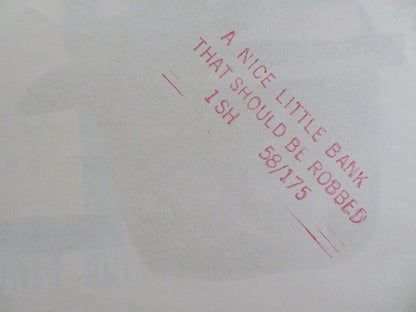 A NICE LITTLE BANK
THAT SHOULD BE ROBBED
1 SH 58/175